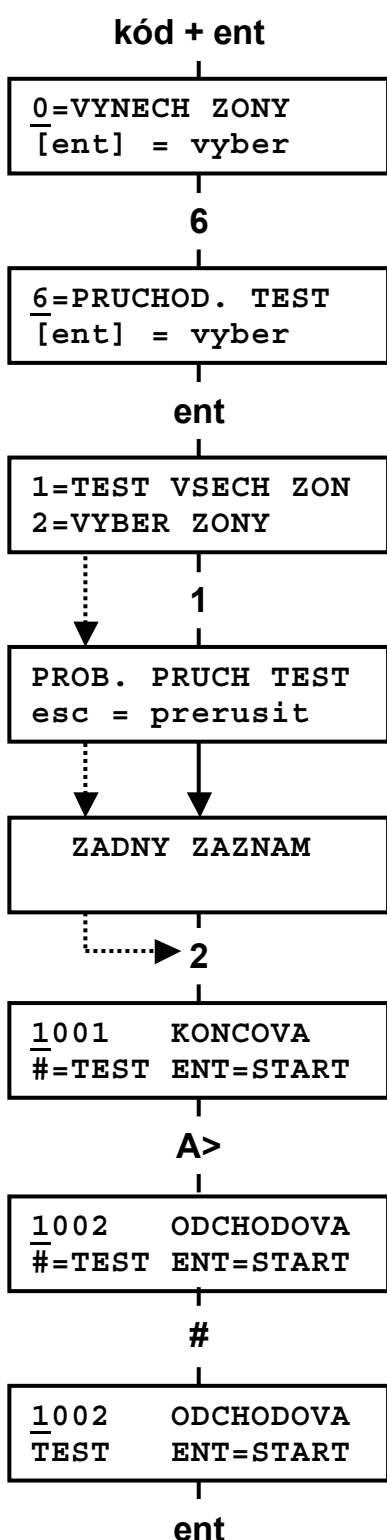 kód + ent
0=VYNECH ZONY
[ent] = vyber
6
6=PRUCHOD. TEST
[ent] = vyber
ent
1=TEST VSECH ZON
2=VYBER ZONY
1
PROB. PRUCH TEST
esc = prerusit
ZADNY ZAZNAM
2
1001 KONCOVA
#=TEST ENT=START
A>
1002 ODCHODOVA
#=TEST ENT=START
#
1002 ODCHODOVA
TEST ENT=START
ent